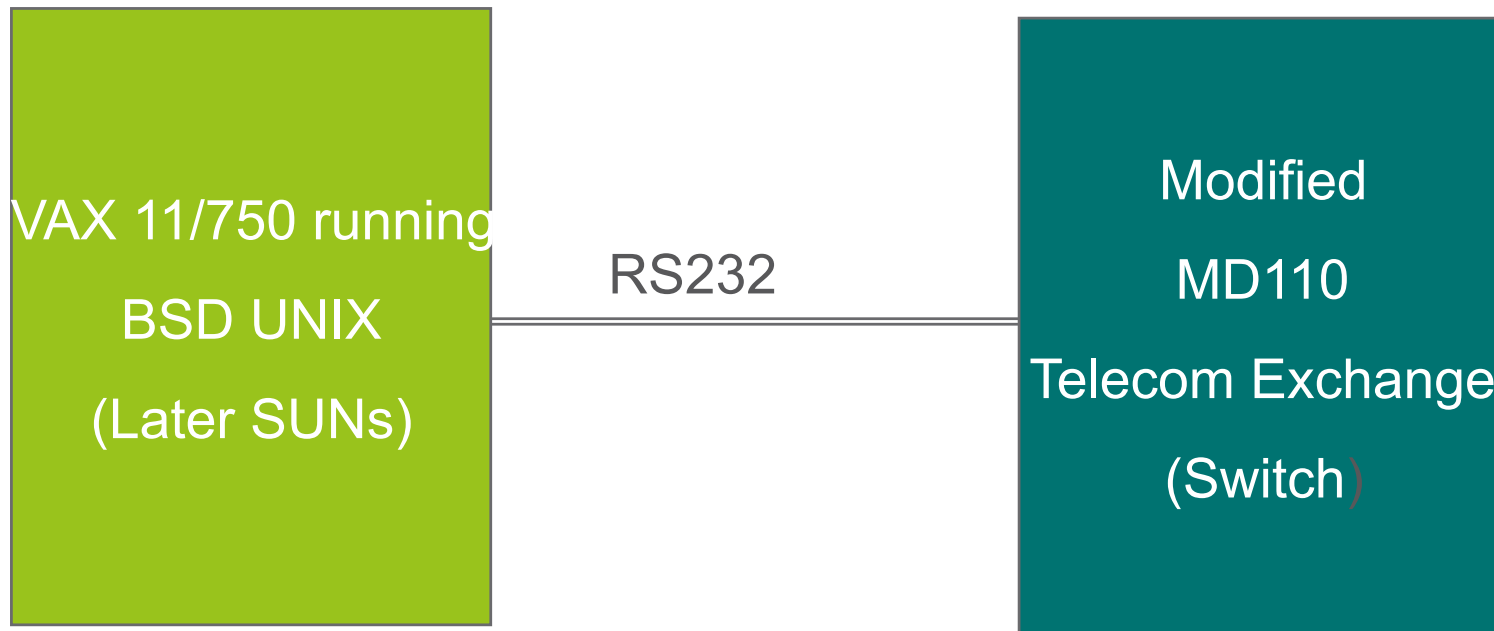 VAX 11/750 running
BSD UNIX
(Later SUNs)
RS232
Modified
MD110
Telecom Exchange
(Switch)